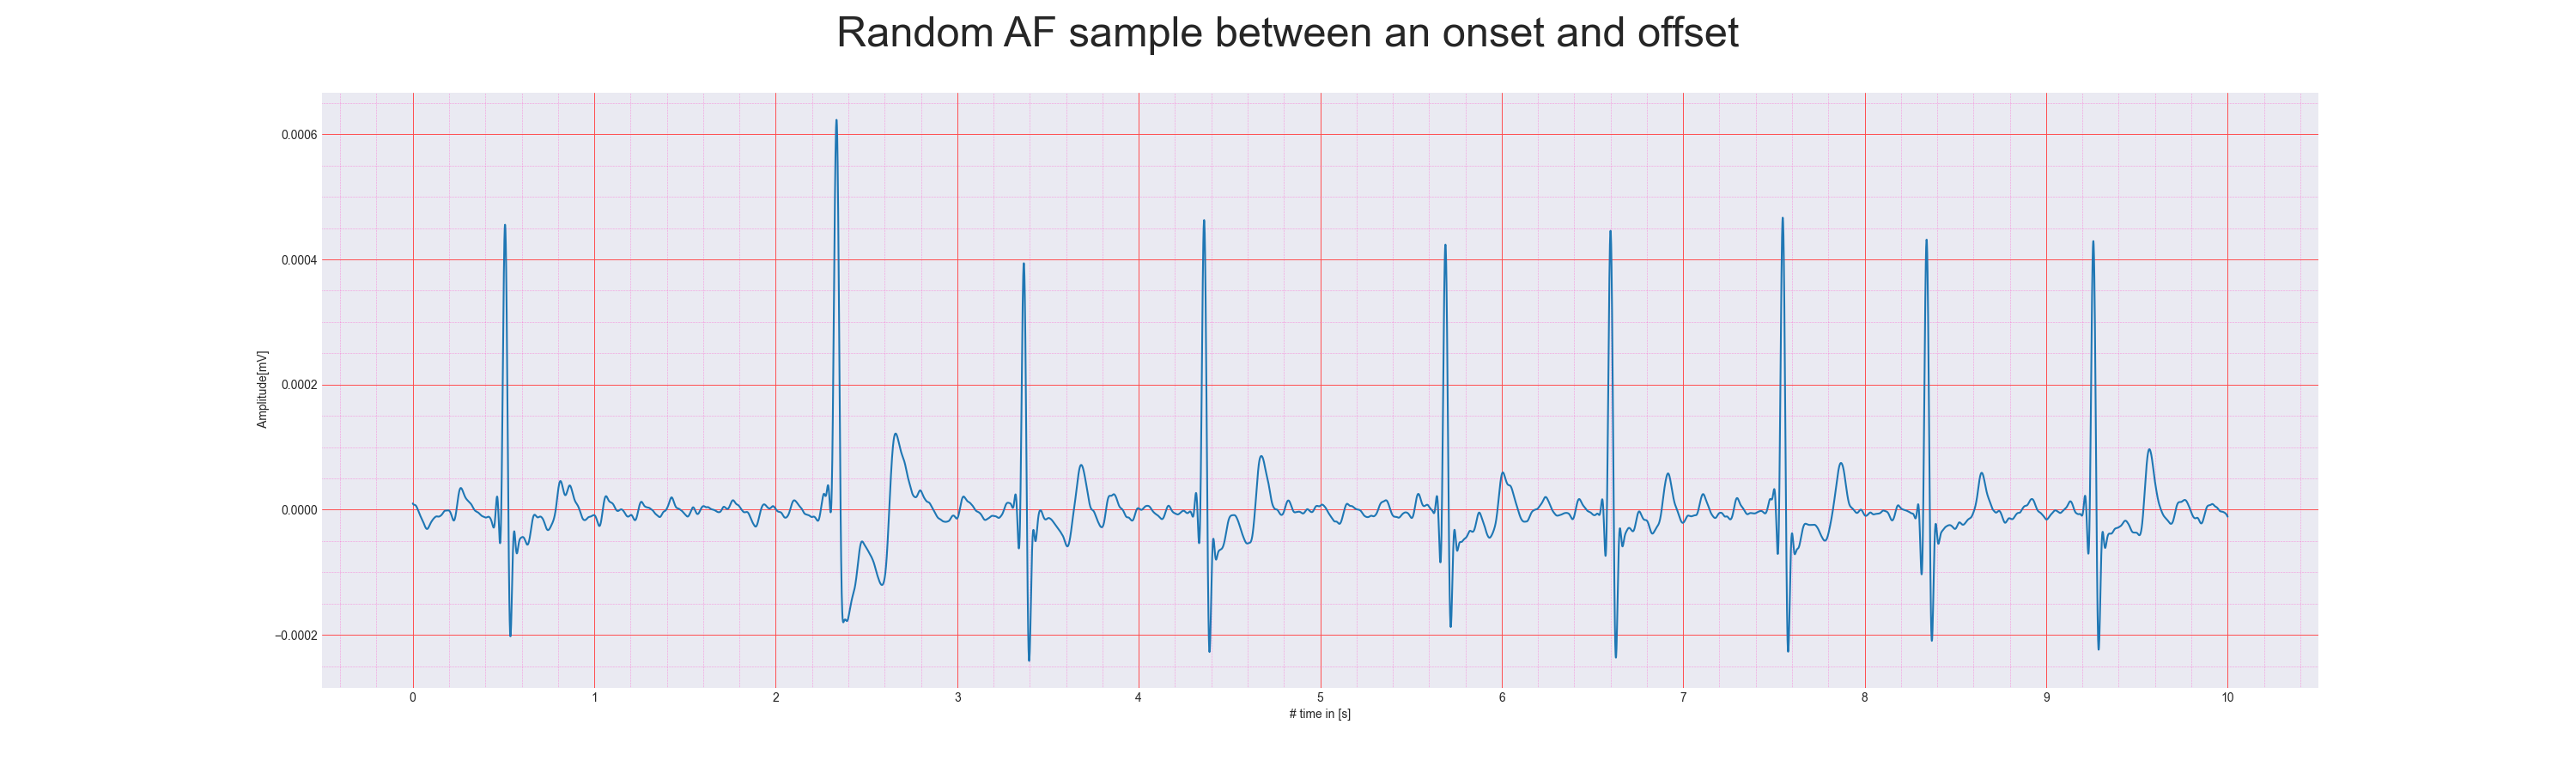 Random AF sample between an onset and offset
0.0006
0.0004
0.0002
0.0000
−0.0002
Amplitude[mV]
0 1 2 3 4 5 6 7 8 9 10
# time in [s]